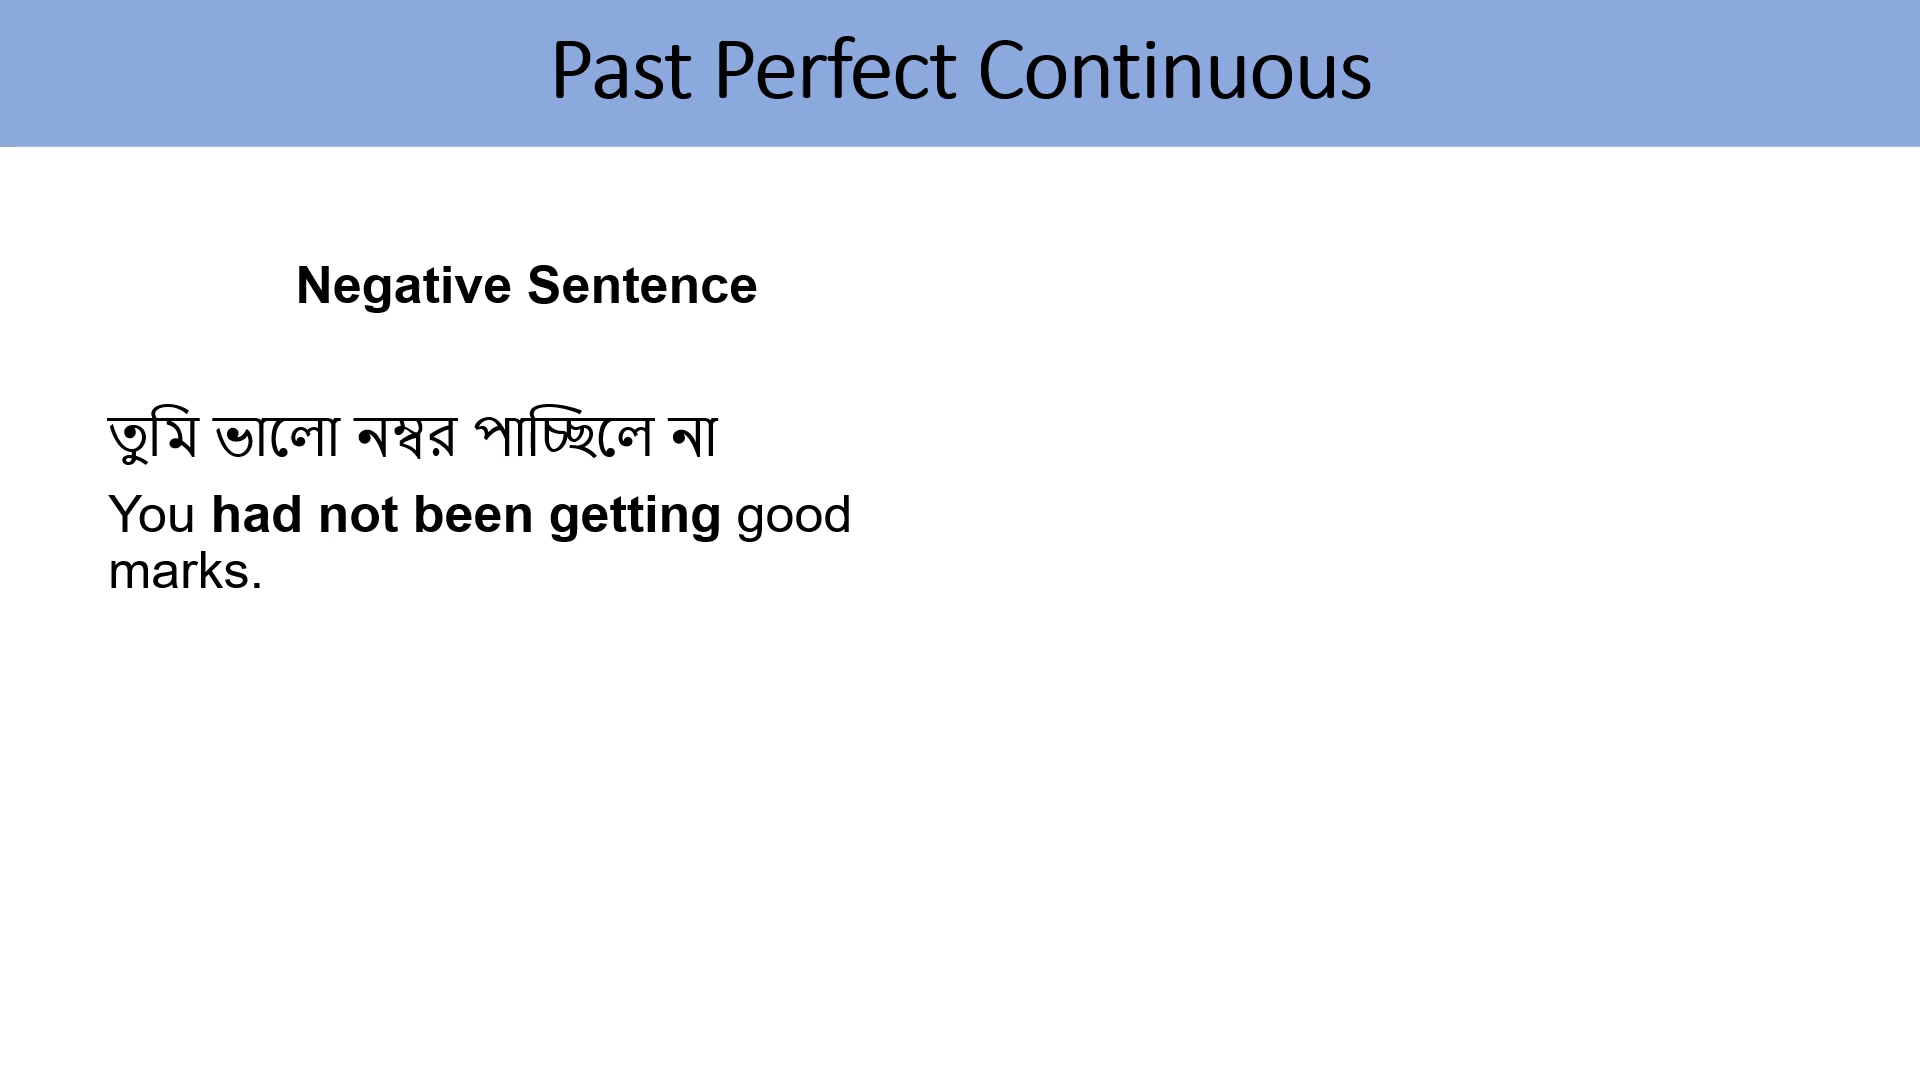 Past Perfect Continuous
Negative Sentence
তুমি ভালো নম্বর পাচ্ছিলে না
You had not been getting good
marks.